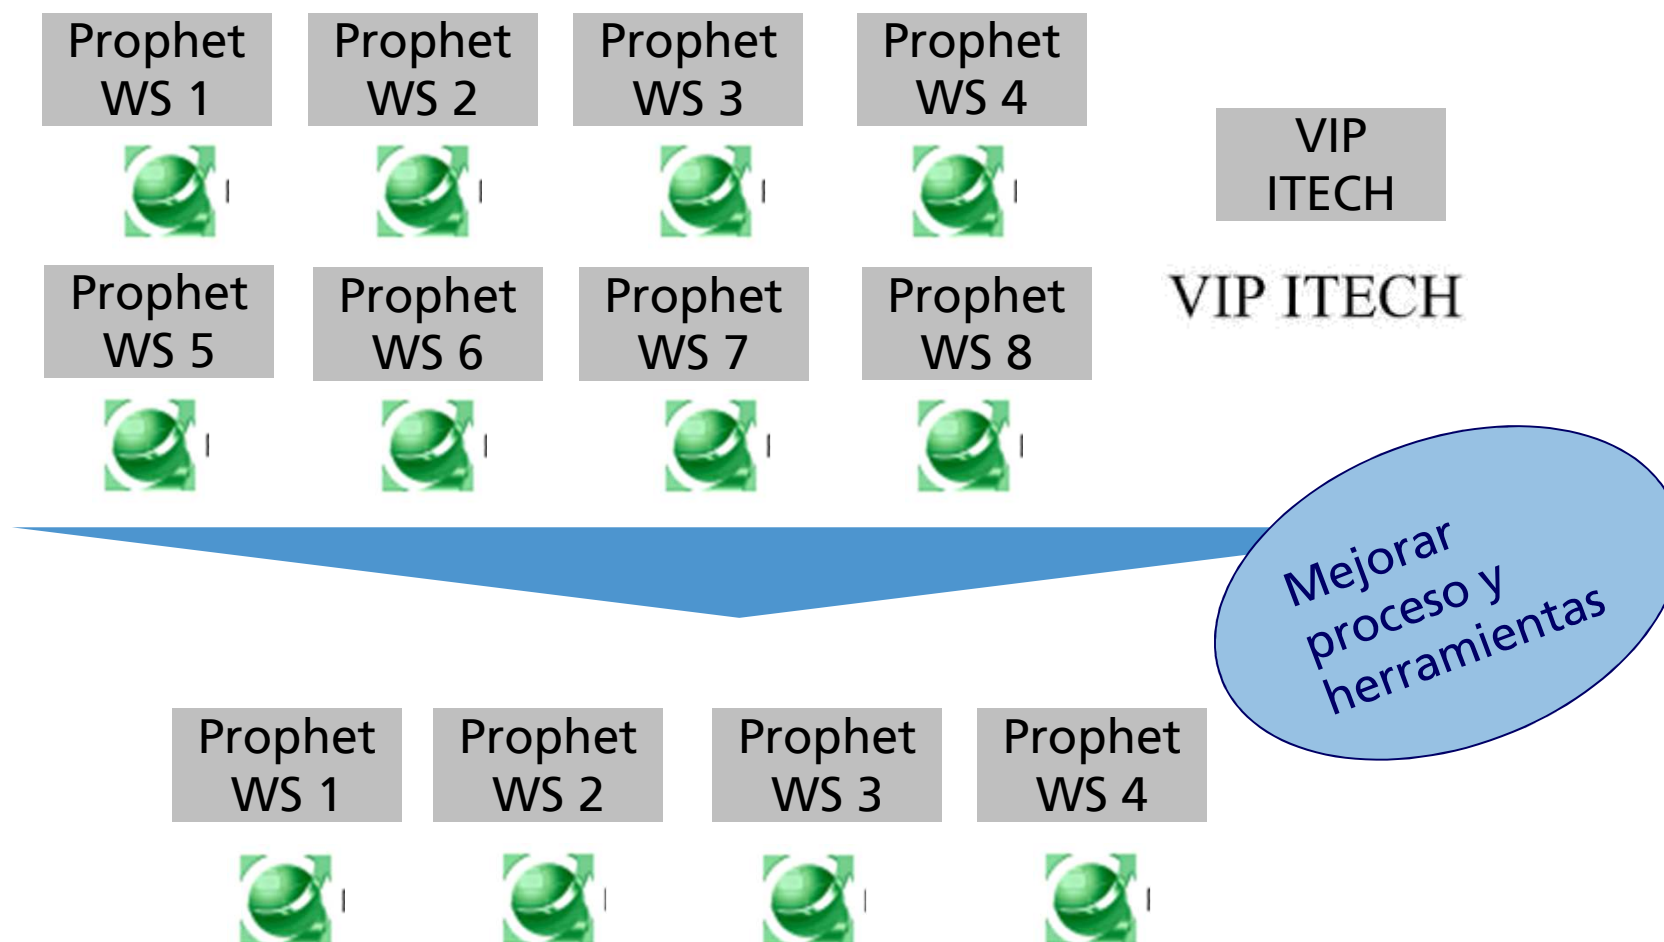 Prophet
WS 1
Prophet
WS 2
Prophet
WS 3
Prophet
WS 4
VIP
ITECH
Prophet
WS 5
Prophet
WS 6
Prophet
WS 7
Prophet
WS 8
VIP ITECH
Mejorar
proceso y
herramientas
Prophet
WS 1
Prophet
WS 2
Prophet
WS 3
Prophet
WS 4